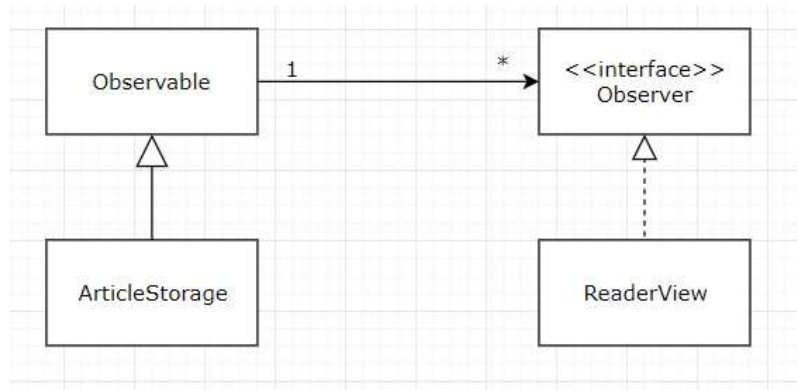 Observable
1
*
<<interface>>
Observer
ArticleStorage
ReaderView